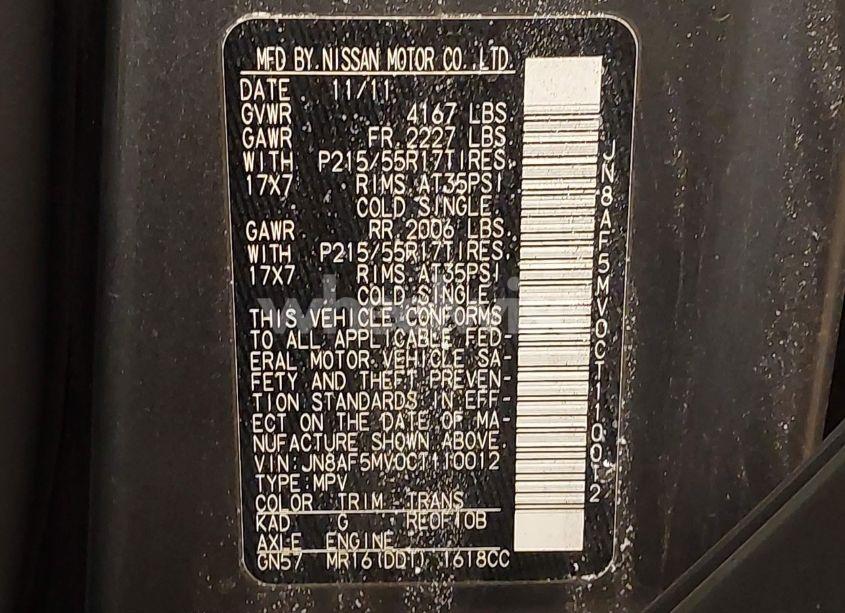 MFD BY.NISSAN MOTOR CO.,LTD.
DATE 11/11
GVWR 4167 LBS
GAWR FR 2227 LBS
WITH P215/55R17TIRES,
17X7 RIMS AT35PSI
COLD SINGLE
GAWR RR 2006 LBS
WITH P215/55R17TIRES,
17X7 RIMS AT35PSI
COLD SINGLE
THIS VEHICLE CONFORMS
TO ALL APPLICABLE FED-
ERAL MOTOR VEHICLE SA-
FETY AND THEFT PREVEN-
TION STANDARDS IN EFF-
ECT ON THE DATE OF MA-
NUFACTURE SHOWN ABOVE.
VIN:JN8AF5MV0CT110012
TYPE:MPV
COLOR TRIM TRANS
KAD G RE0F10B
AXLE ENGINE
GN57 MR16(DDT) 1618CC
JN8AF5MV0CT110012